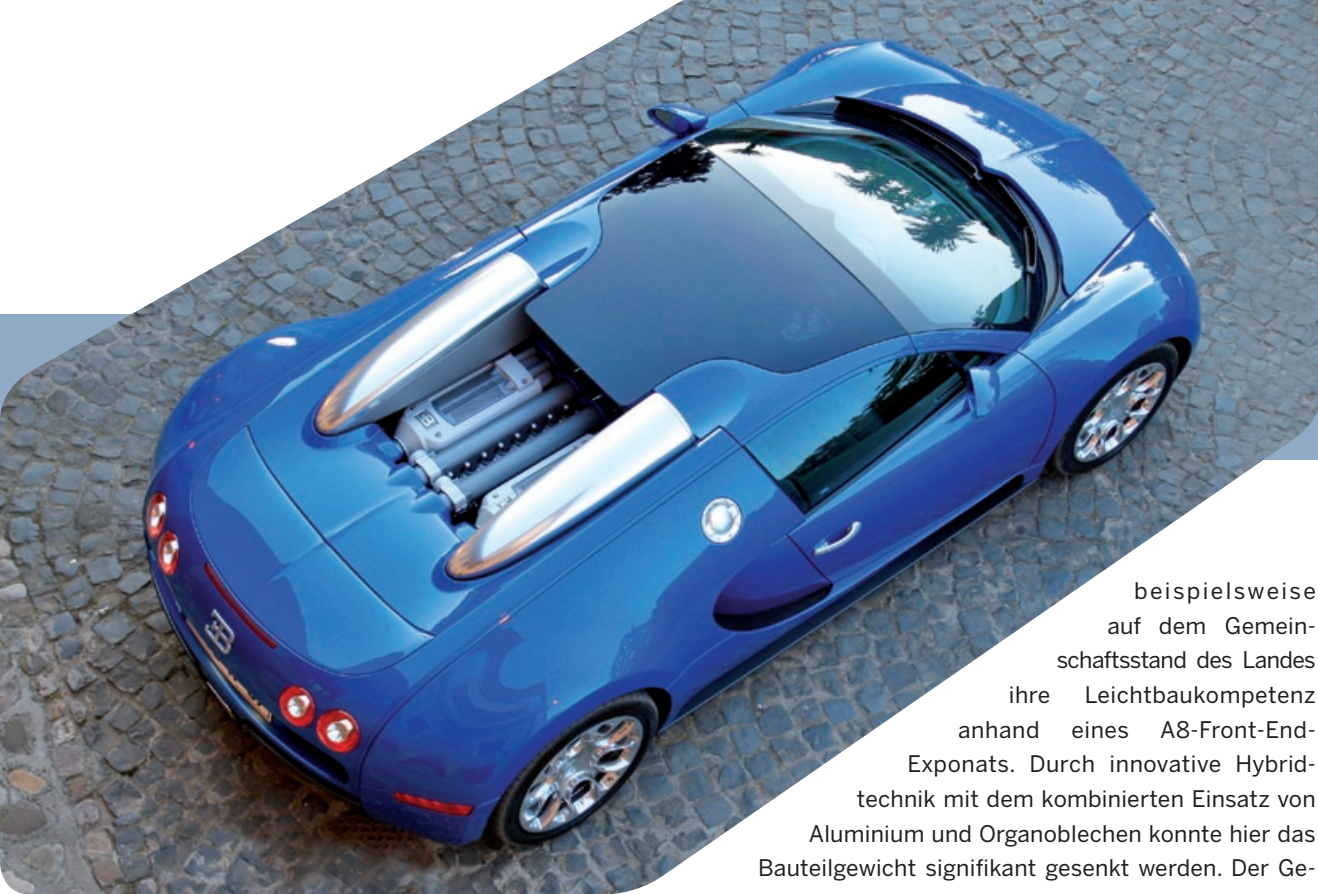 beispielsweise
auf dem Gemein-
schaftsstand des Landes
ihre Leichtbaukompetenz
anhand eines A8-Front-End-
Exponats. Durch innovative Hybrid-
technik mit dem kombinierten Einsatz von
Aluminium und Organoblechen konnte hier das
Bauteilgewicht signifikant gesenkt werden. Der Ge-